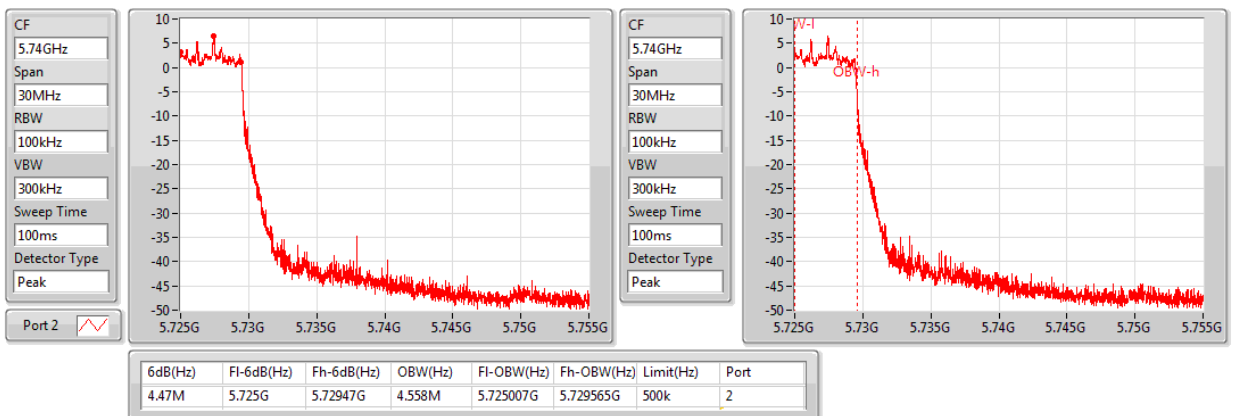 CF
5.74GHz
Span
30MHz
RBW
100kHz
VBW
300kHz
Sweep Time
100ms
Detector Type
Peak
Port 2
10
5
0
-5
-10
-15
-20
-25
-30
-35
-40
-45
-50
5.725G 5.73G 5.735G 5.74G 5.745G 5.75G 5.755G
CF
5.74GHz
Span
30MHz
RBW
100kHz
VBW
300kHz
Sweep Time
100ms
Detector Type
Peak
10
5
0
-5
-10
-15
-20
-25
-30
-35
-40
-45
-50
W-l
OBW-h
5.725G 5.73G 5.735G 5.74G 5.745G 5.75G 5.755G
6dB(Hz) Fl-6dB(Hz) Fh-6dB(Hz) OBW(Hz) Fl-OBW(Hz) Fh-OBW(Hz) Limit(Hz) Port
4.47M 5.725G 5.72947G 4.558M 5.725007G 5.729565G 500k 2